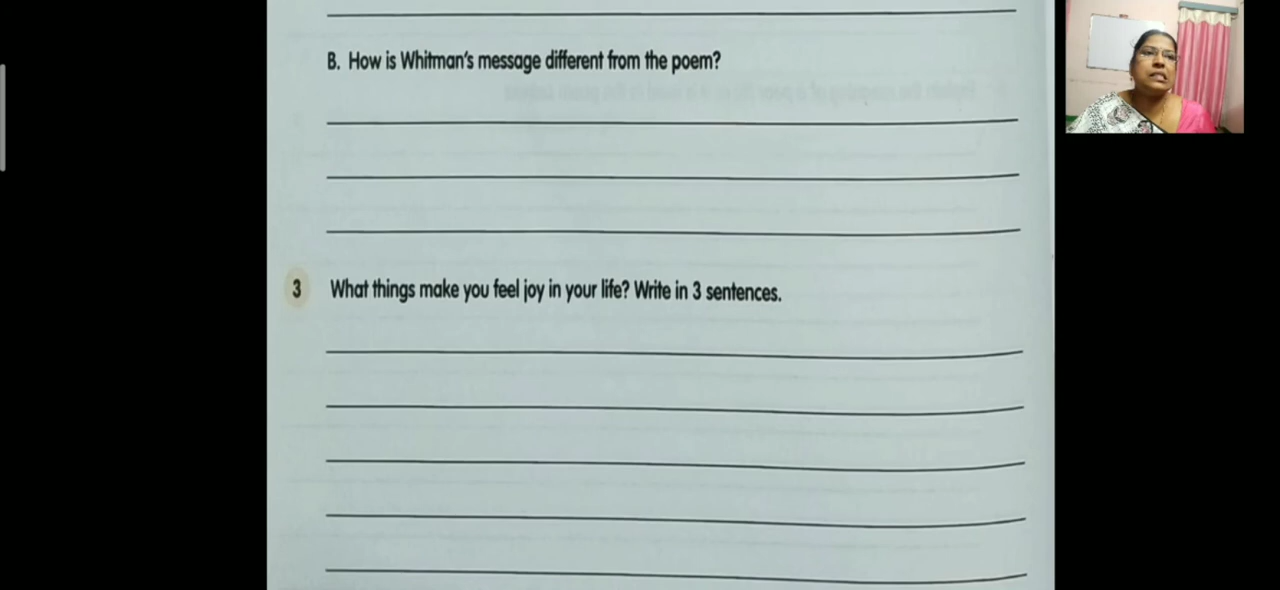 B. How is Whitman's message different from the poem?
3 What things make you feel joy in your life? Write in 3 sentences.